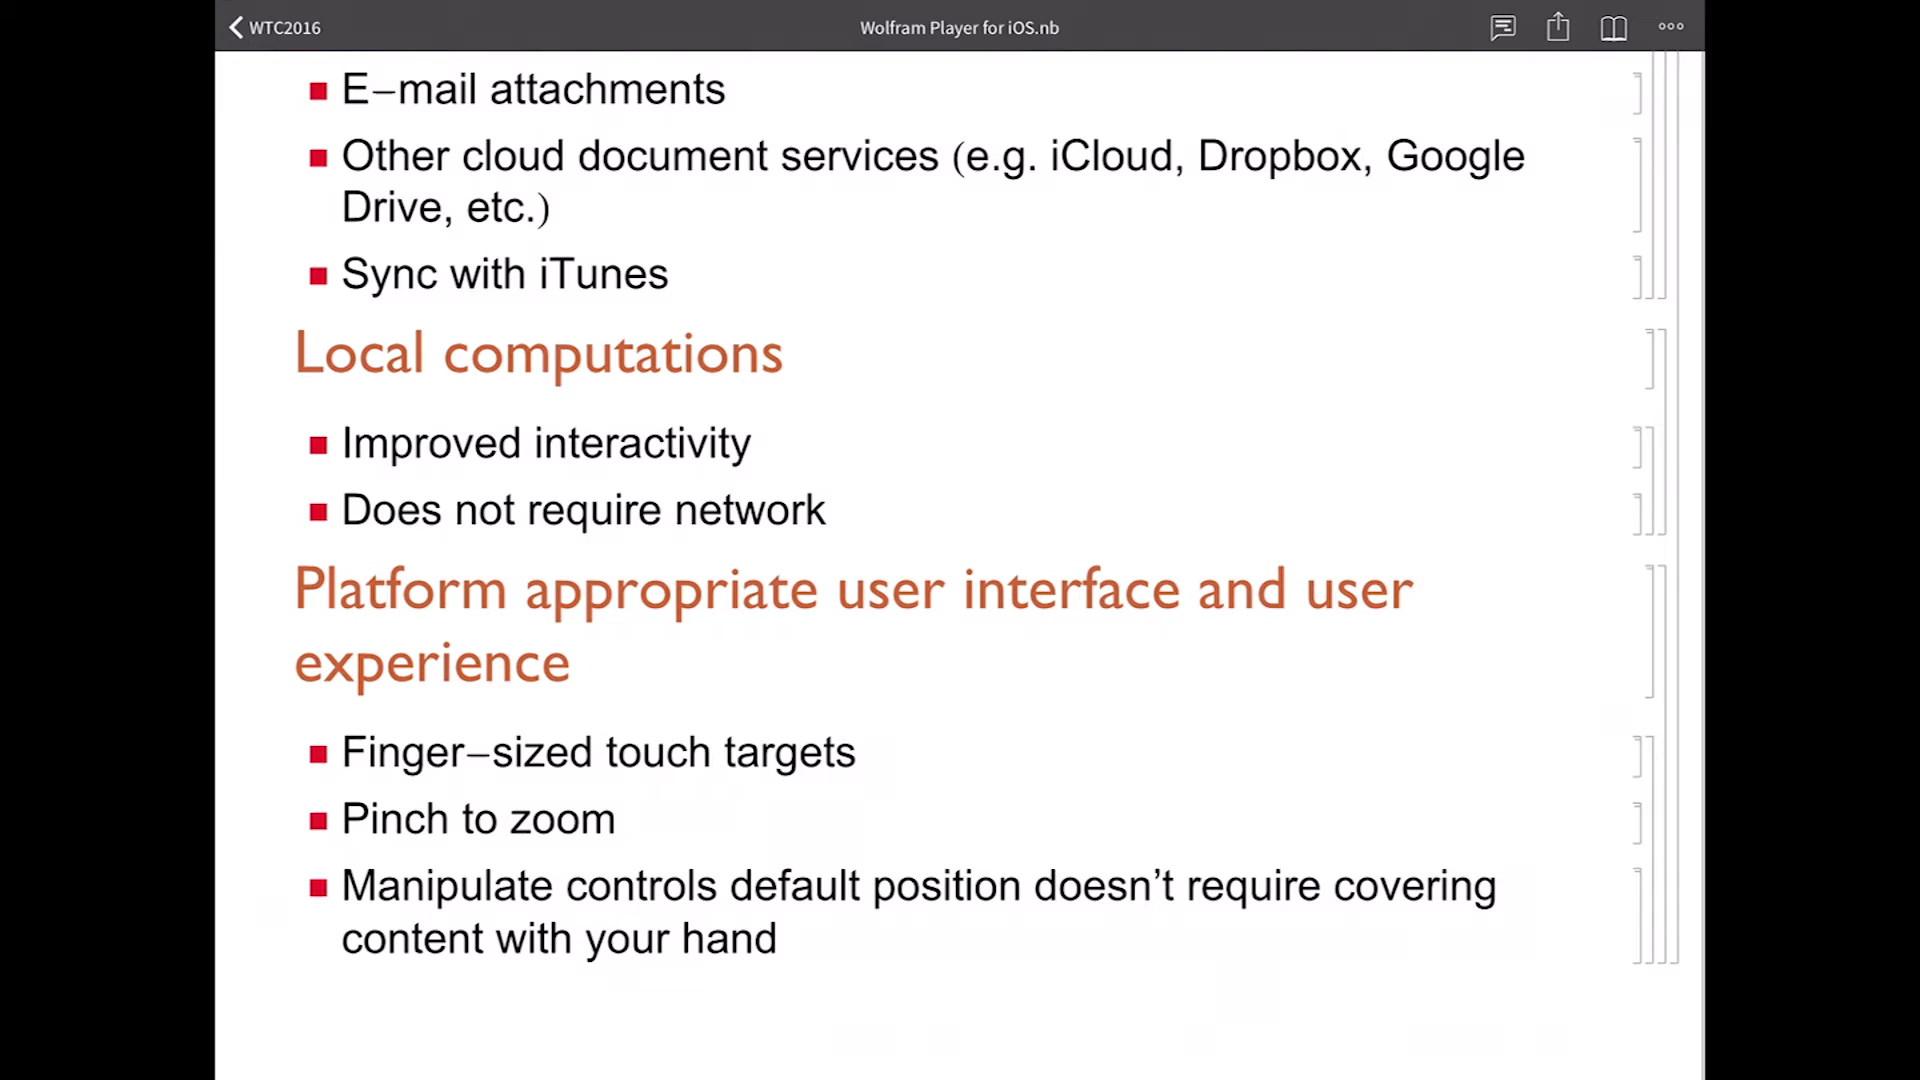 WTC2016
Wolfram Player for iOS.nb
E–mail attachments
Other cloud document services (e.g. iCloud, Dropbox, Google
Drive, etc.)
Sync with iTunes
Local computations
Improved interactivity
Does not require network
Platform appropriate user interface and user
experience
Finger–sized touch targets
Pinch to zoom
Manipulate controls default position doesn’t require covering
content with your hand